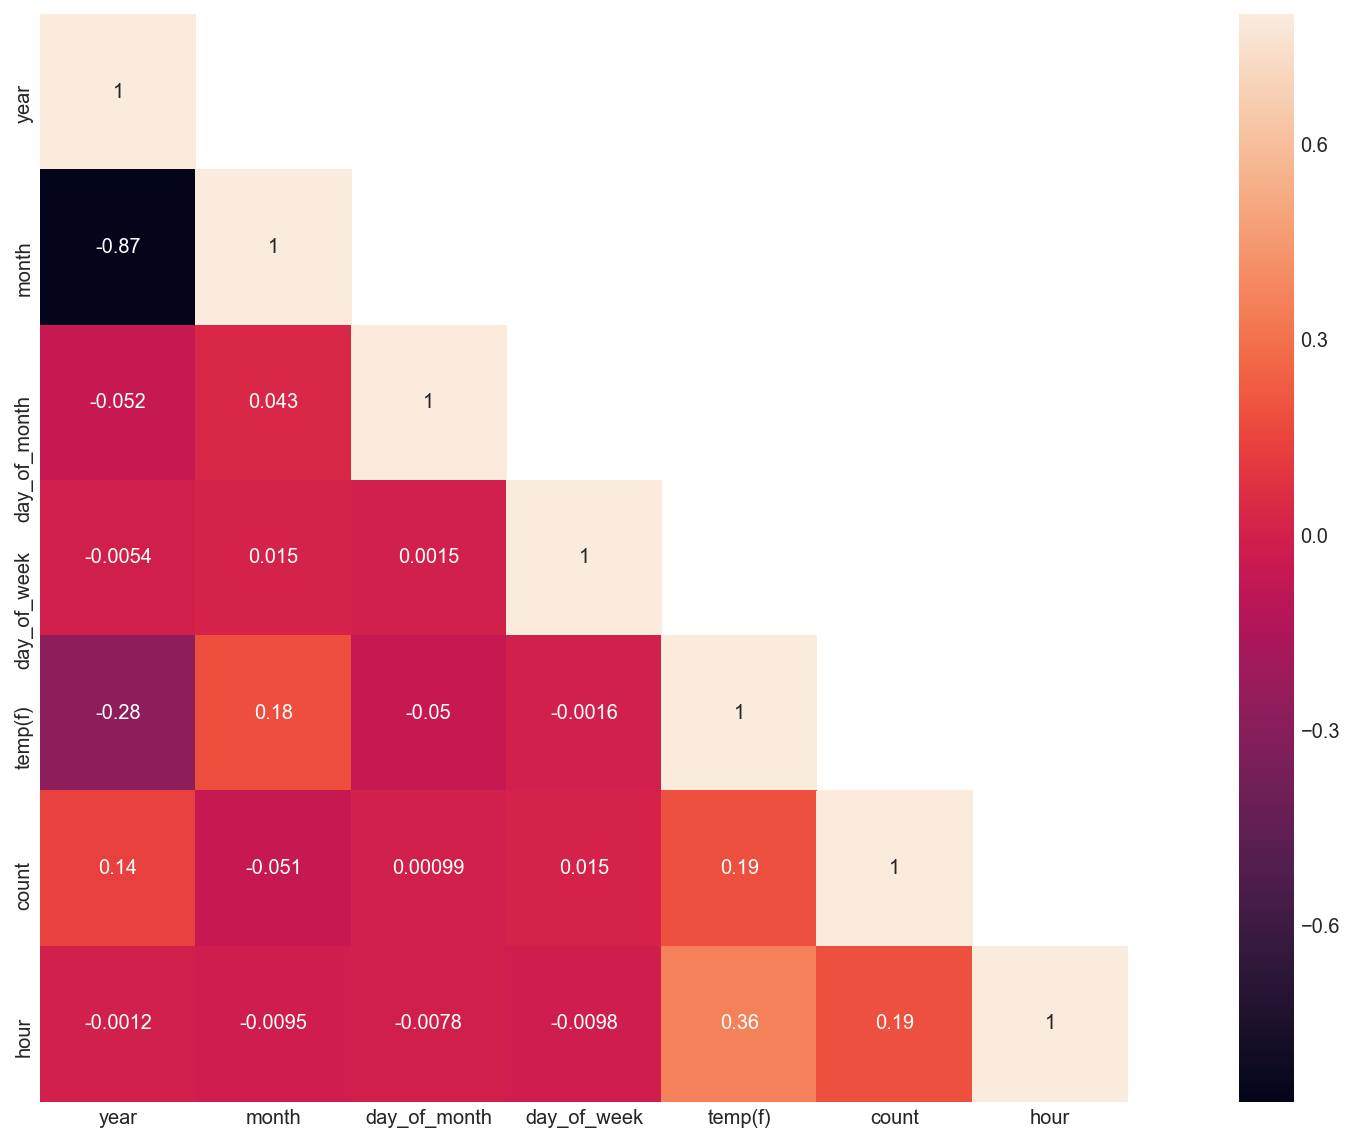 year
1
0.6
month
-0.87 1
0.3
day_of_month
-0.052 0.043 1
0.0
day_of_week
-0.0054 0.015 0.0015 1
temp(f)
-0.28 0.18 -0.05 -0.0016 1
−0.3
count
0.14 -0.051 0.00099 0.015 0.19 1
−0.6
hour
-0.0012 -0.0095 -0.0078 -0.0098 0.36 0.19 1
year month day_of_month day_of_week temp(f) count hour